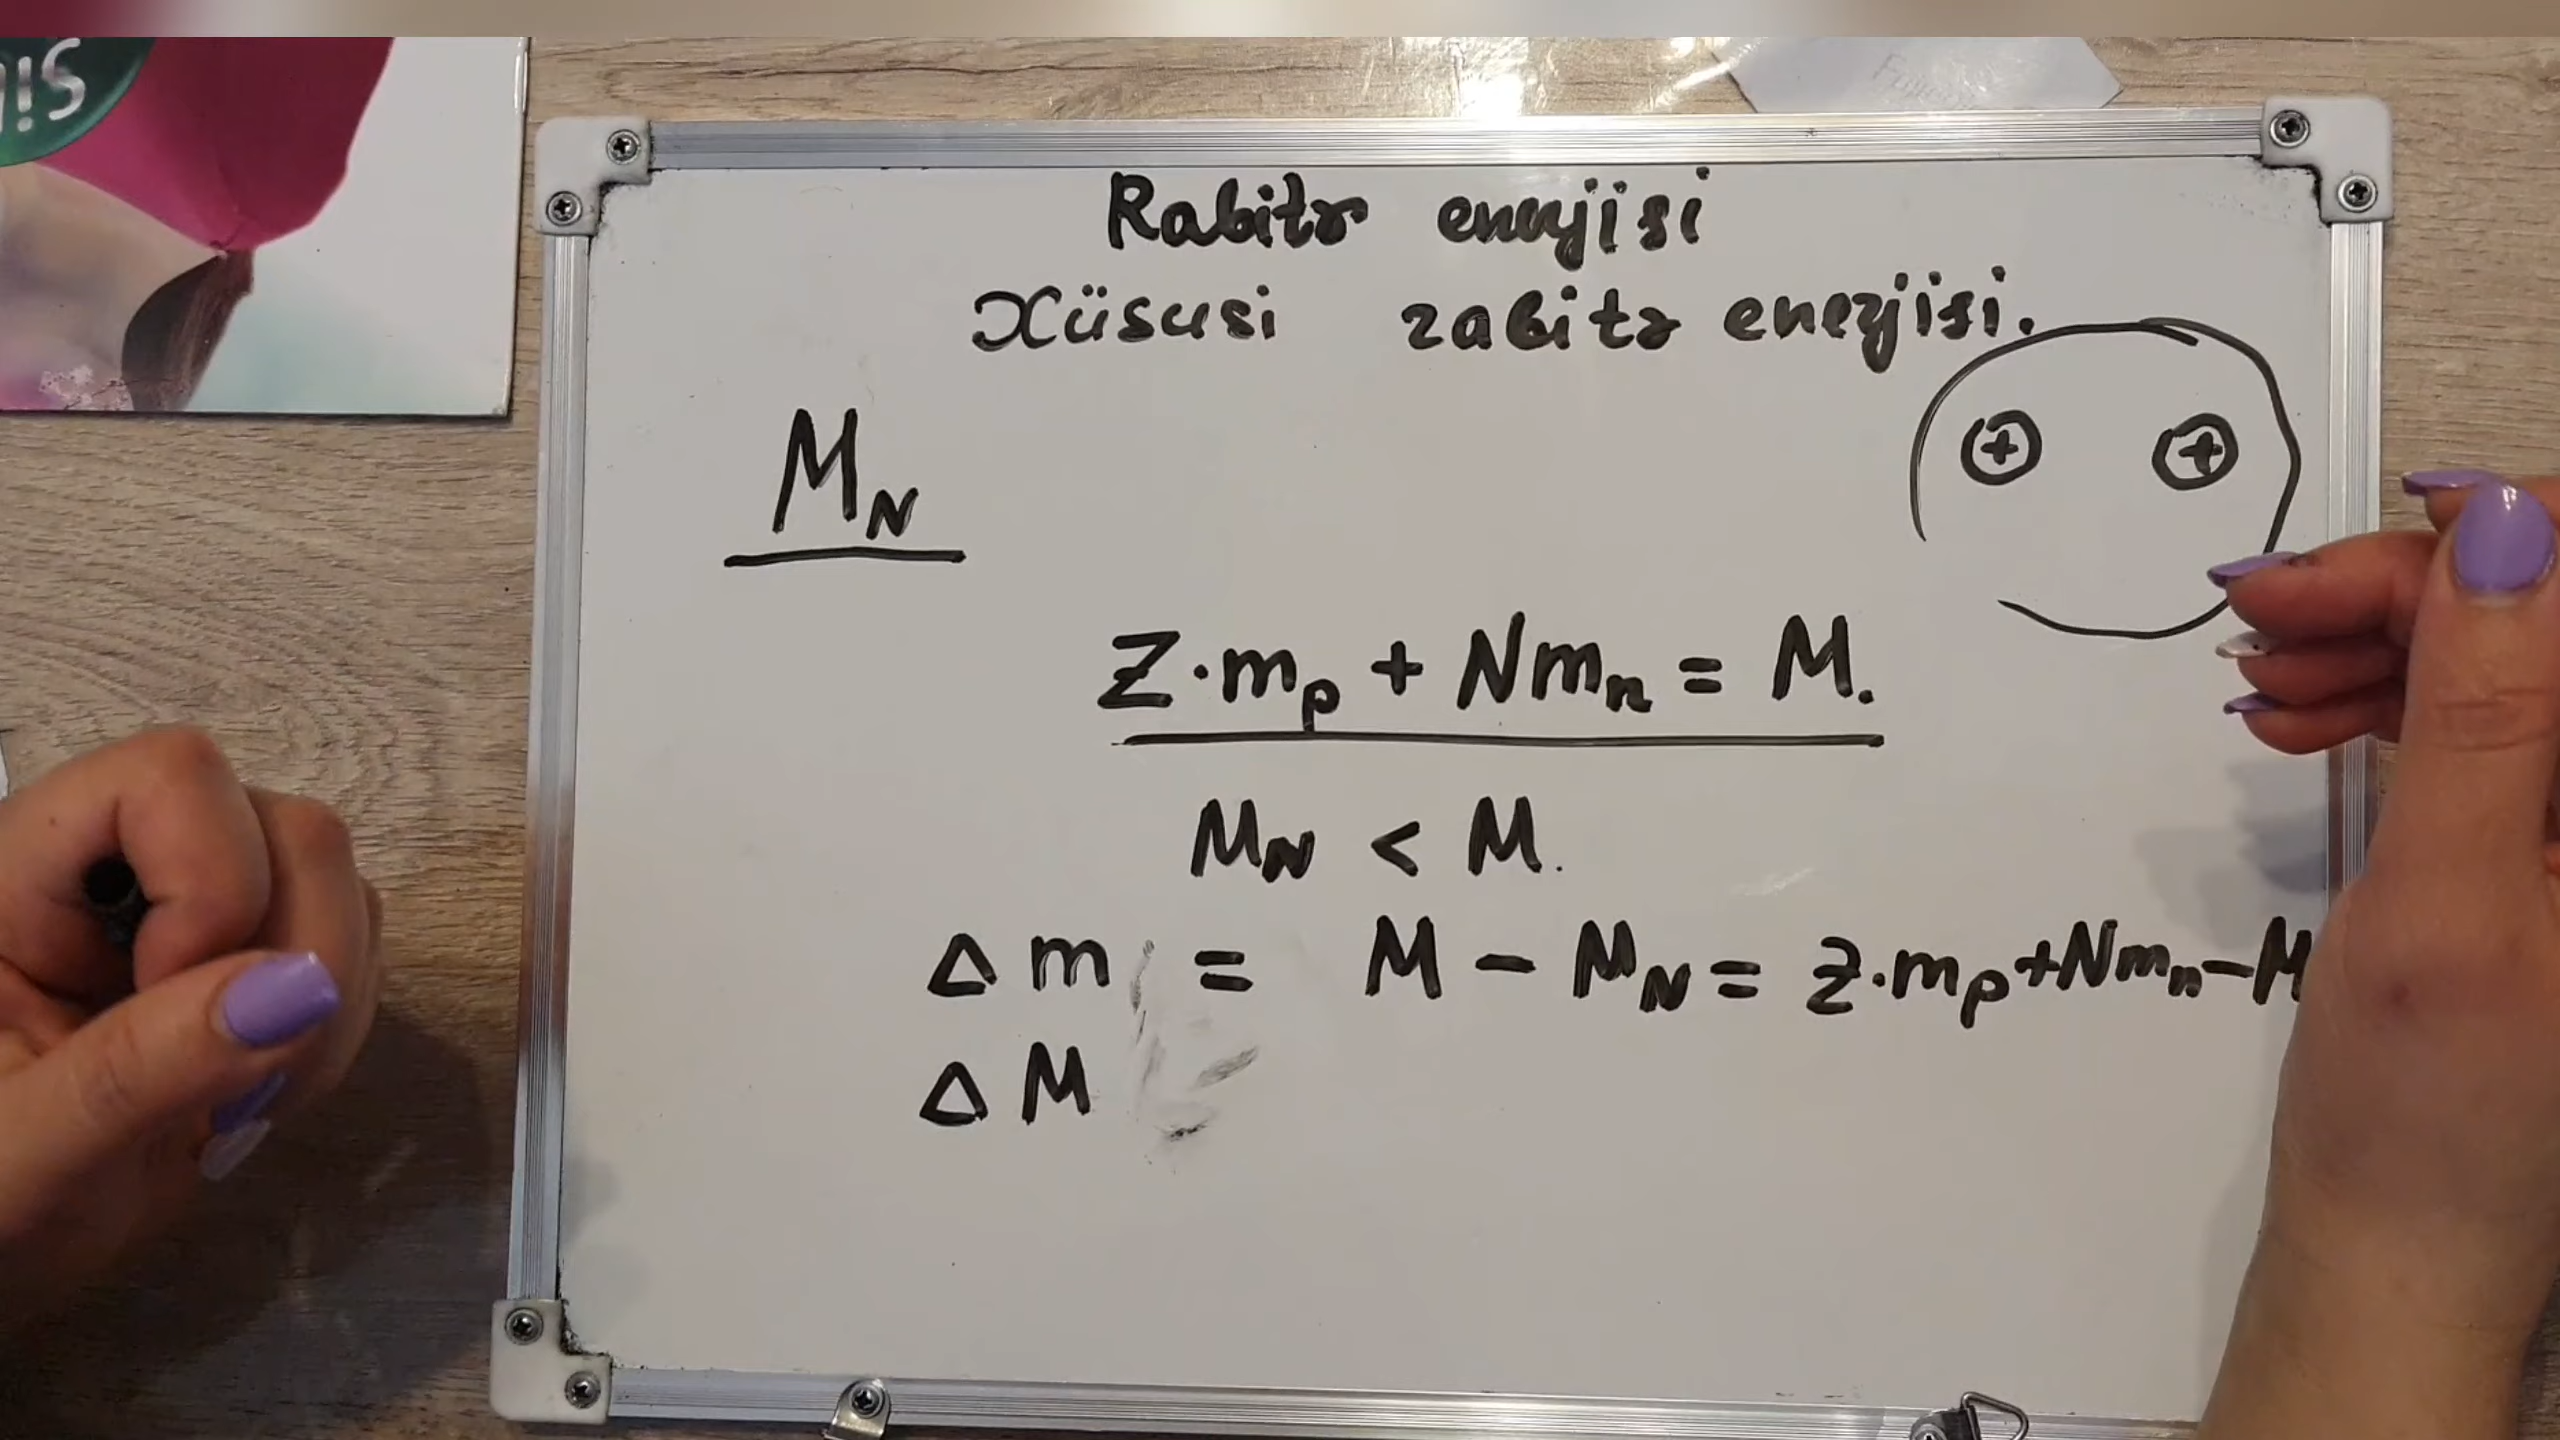 Rabitə enerjisi
Xüsusi rabitə enerjisi.
M_N
Z·m_p + Nm_n = M.
M_N < M.
Δm = M - M_N = Z·m_p + Nm_n - M
ΔM